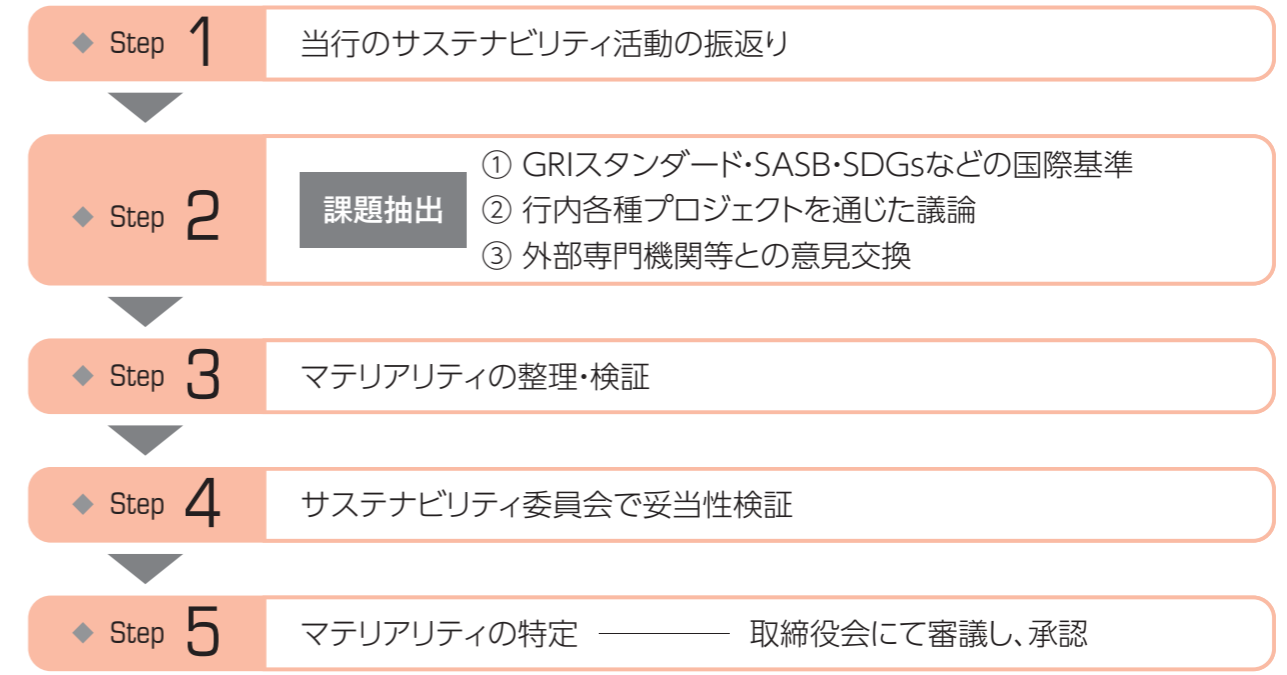 ◆ Step 1 当行のサステナビリティ活動の振返り
◆ Step 2 課題抽出
① GRIスタンダード・SASB・SDGsなどの国際基準
② 行内各種プロジェクトを通じた議論
③ 外部専門機関等との意見交換
◆ Step 3 マテリアリティの整理・検証
◆ Step 4 サステナビリティ委員会で妥当性検証
◆ Step 5 マテリアリティの特定 ――― 取締役会にて審議し、承認